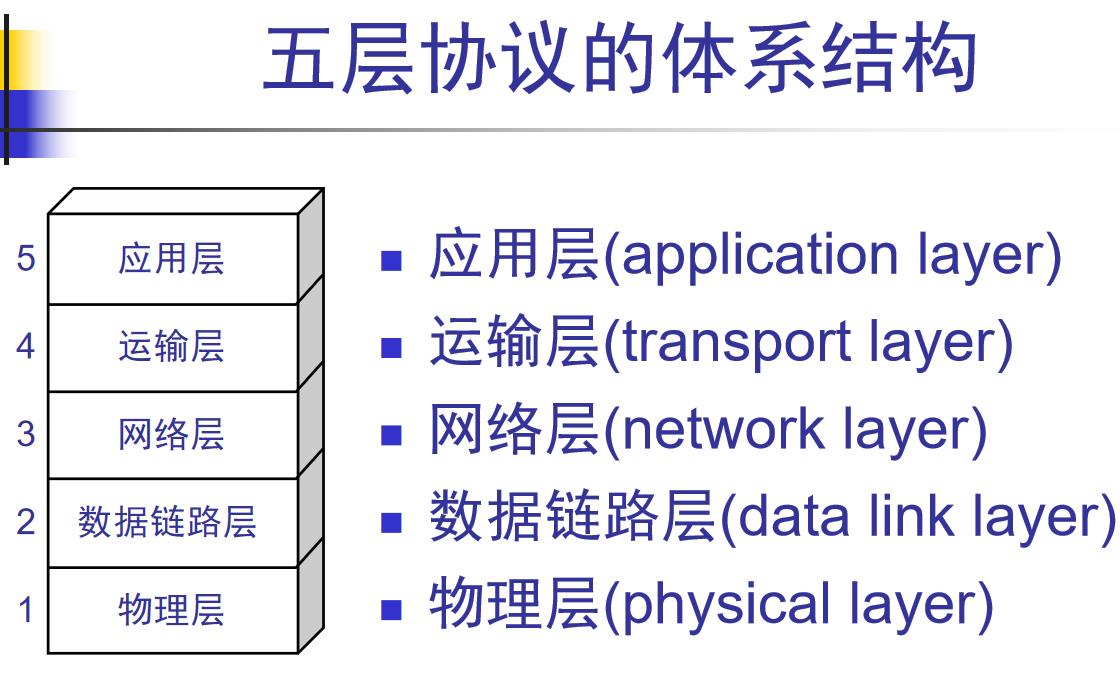 五层协议的体系结构
5 应用层
4 运输层
3 网络层
2 数据链路层
1 物理层
■ 应用层(application layer)
■ 运输层(transport layer)
■ 网络层(network layer)
■ 数据链路层(data link layer)
■ 物理层(physical layer)